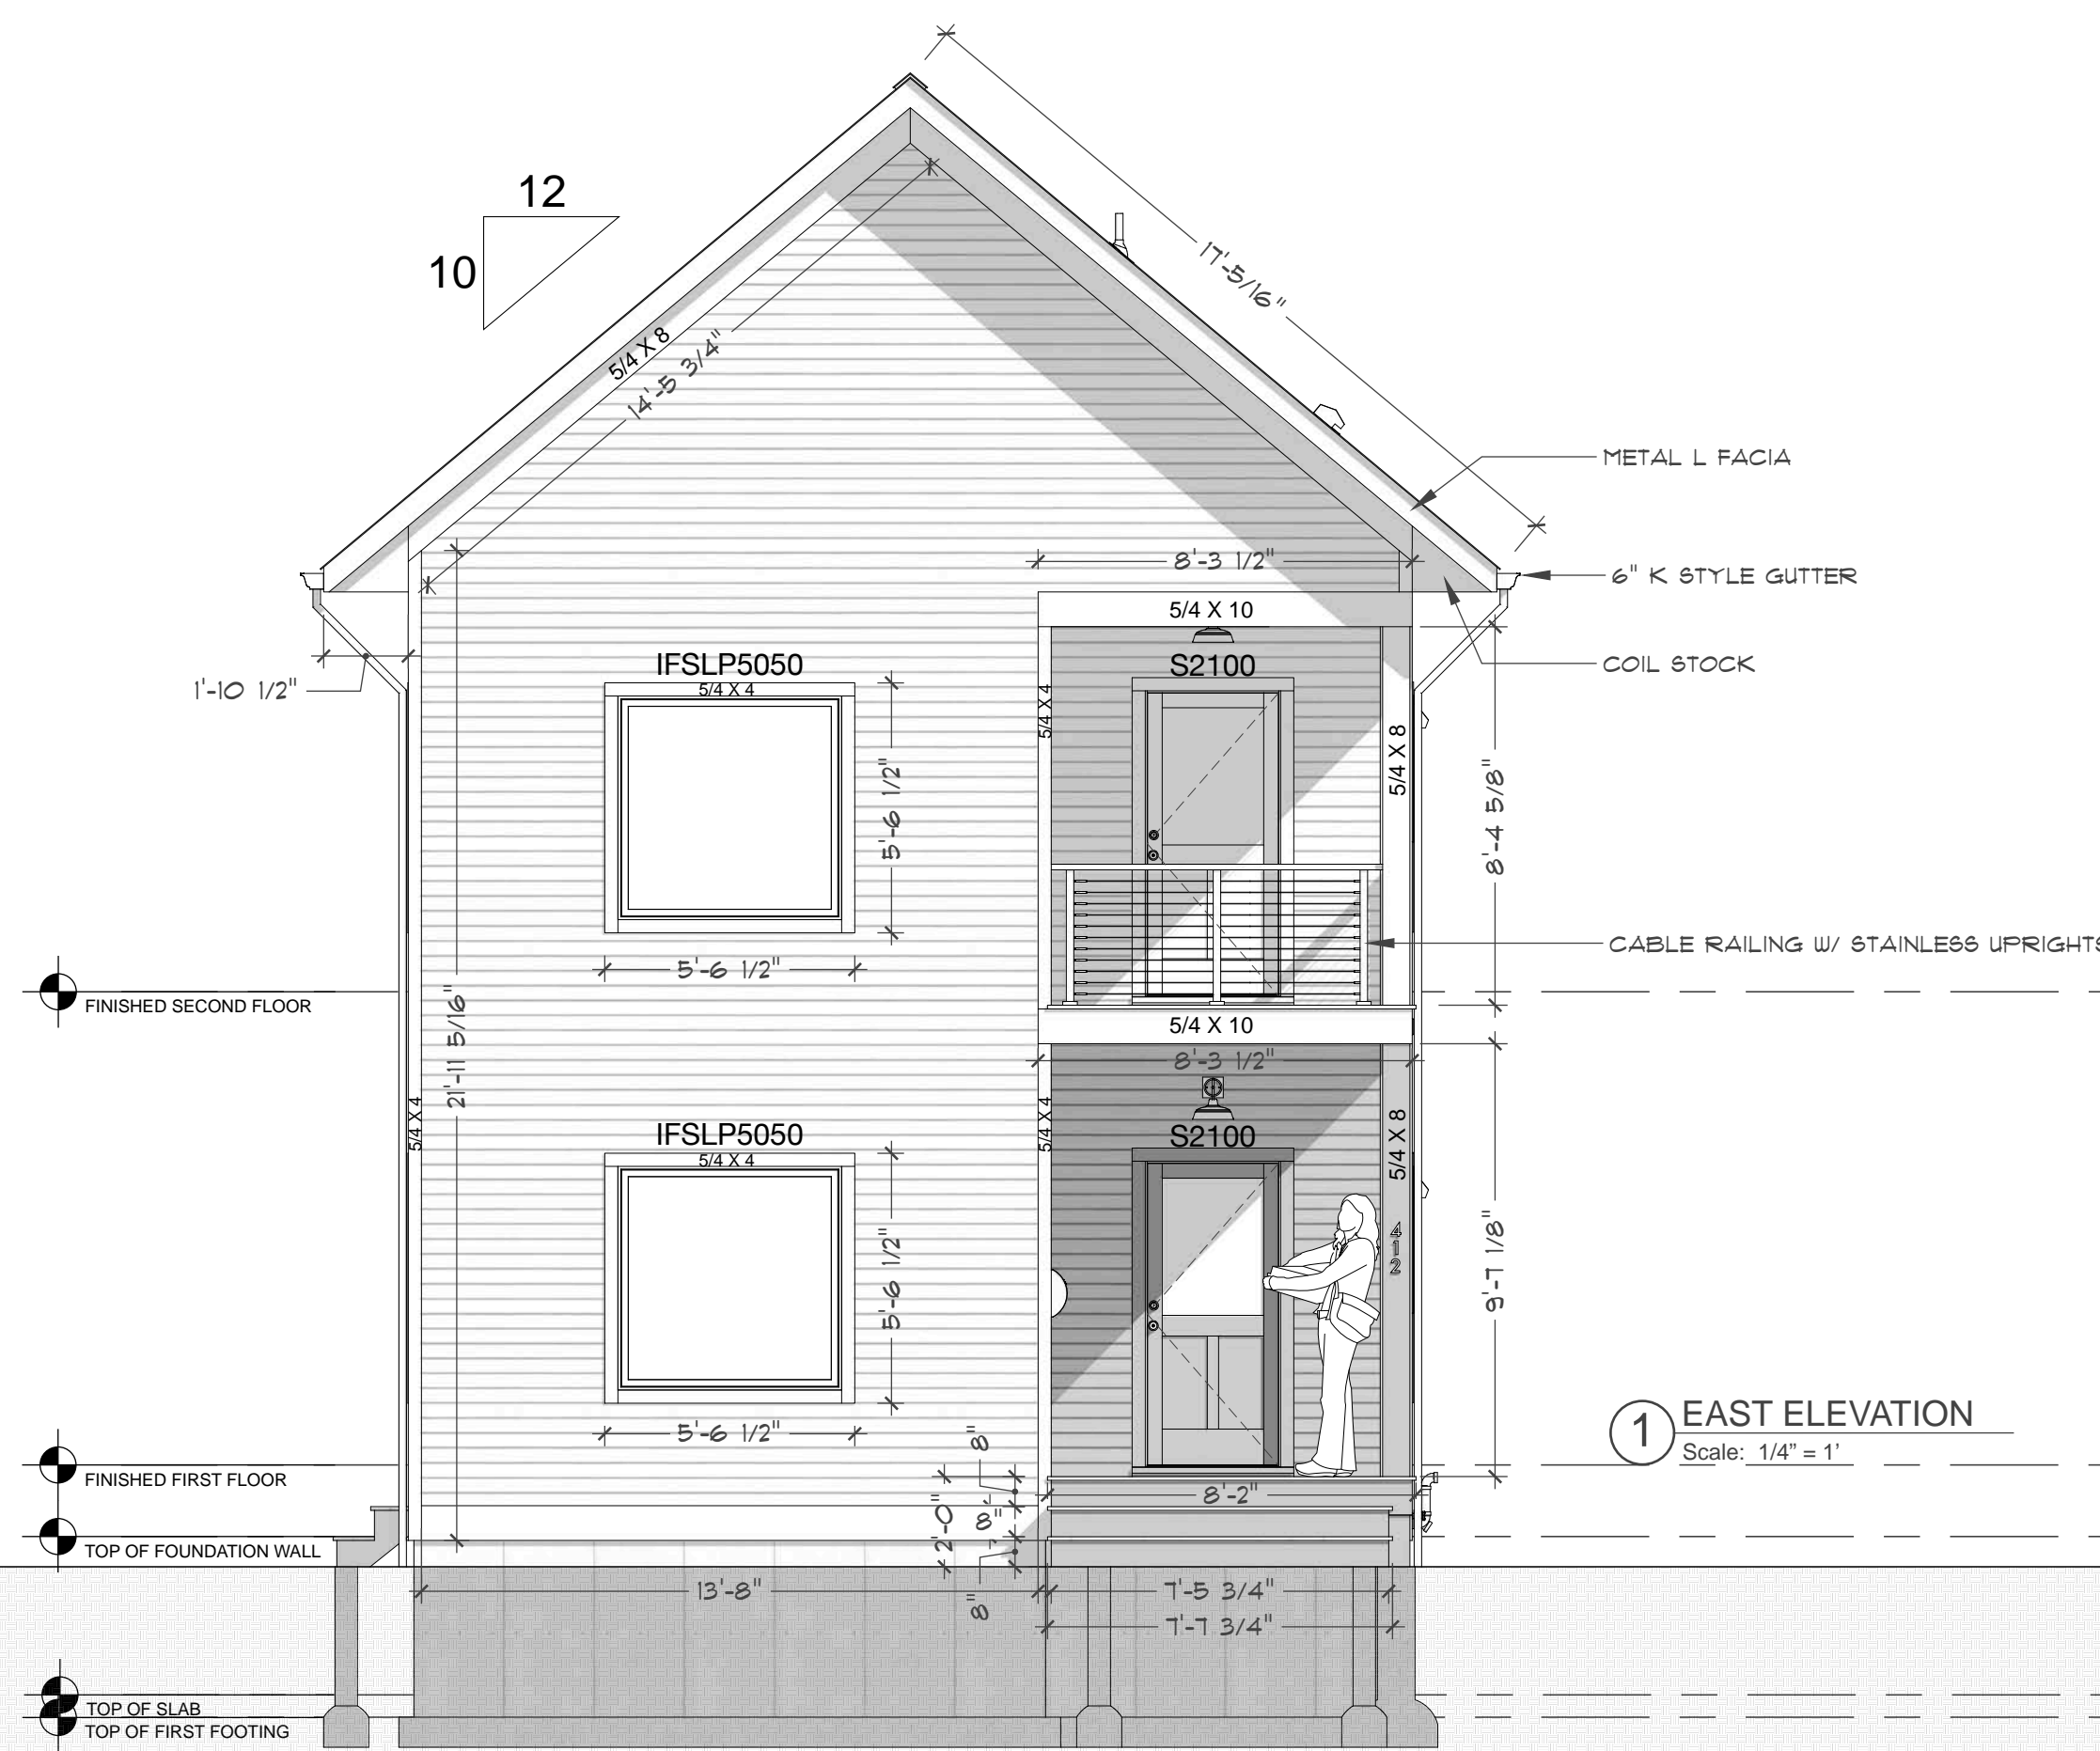 12
10
17'-5/16"
5/4 X 8
14'-5 3/4"
METAL L FACIA
8'-3 1/2"
6" K STYLE GUTTER
5/4 X 10
COIL STOCK
1'-10 1/2"
IFSLP5050
5/4 X 4
S2100
5/4 X 4
5/4 X 8
5'-6 1/2"
8'-4 5/8"
CABLE RAILING W/ STAINLESS UPRIGHTS
5'-6 1/2"
FINISHED SECOND FLOOR
21'-11 5/16"
5/4 X 10
8'-3 1/2"
5/4 X 4
IFSLP5050
5/4 X 4
5/4 X 4
S2100
5/4 X 8
412
5'-6 1/2"
9'-7 1/8"
5'-6 1/2"
1
EAST ELEVATION
Scale: 1/4" = 1'
FINISHED FIRST FLOOR
8"
8'-2"
2'-0"
8"
TOP OF FOUNDATION WALL
13'-8"
8"
7'-5 3/4"
7'-7 3/4"
TOP OF SLAB
TOP OF FIRST FOOTING